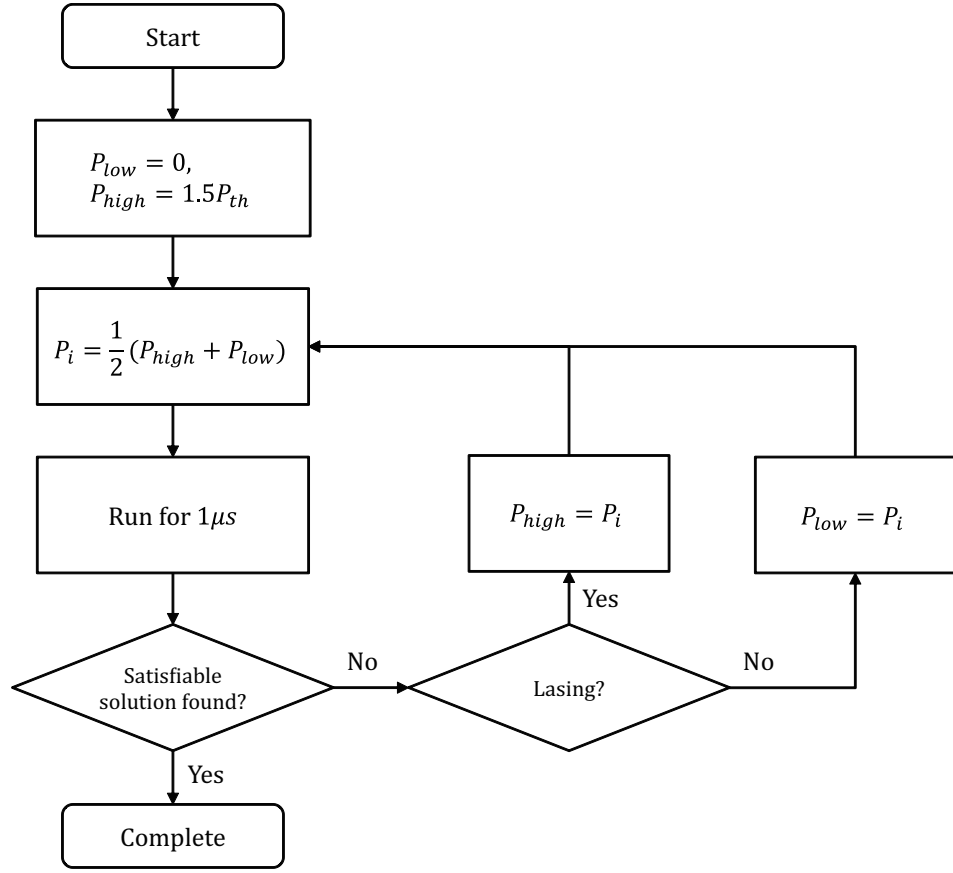 Start
P_low = 0,
P_high = 1.5P_th
P_i = 1/2 (P_high + P_low)
Run for 1μs
P_high = P_i
P_low = P_i
Yes
Satisfiable
solution found?
No
Lasing?
No
Yes
Complete